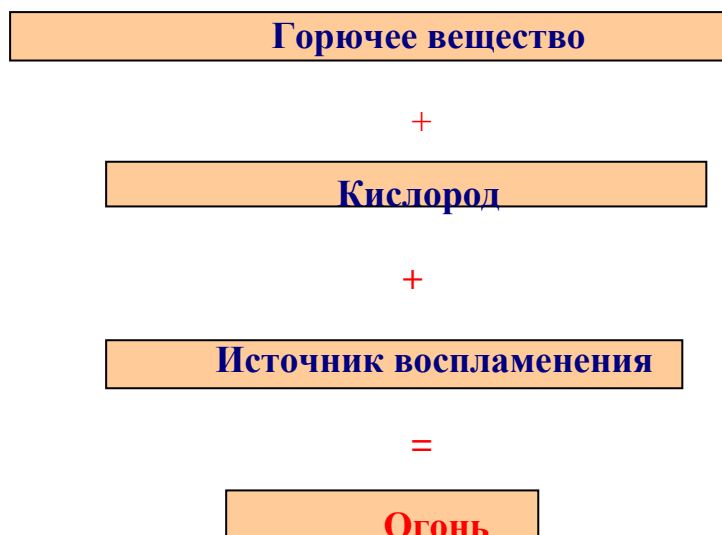 Горючее вещество
+
Кислород
+
Источник воспламенения
=
Огонь